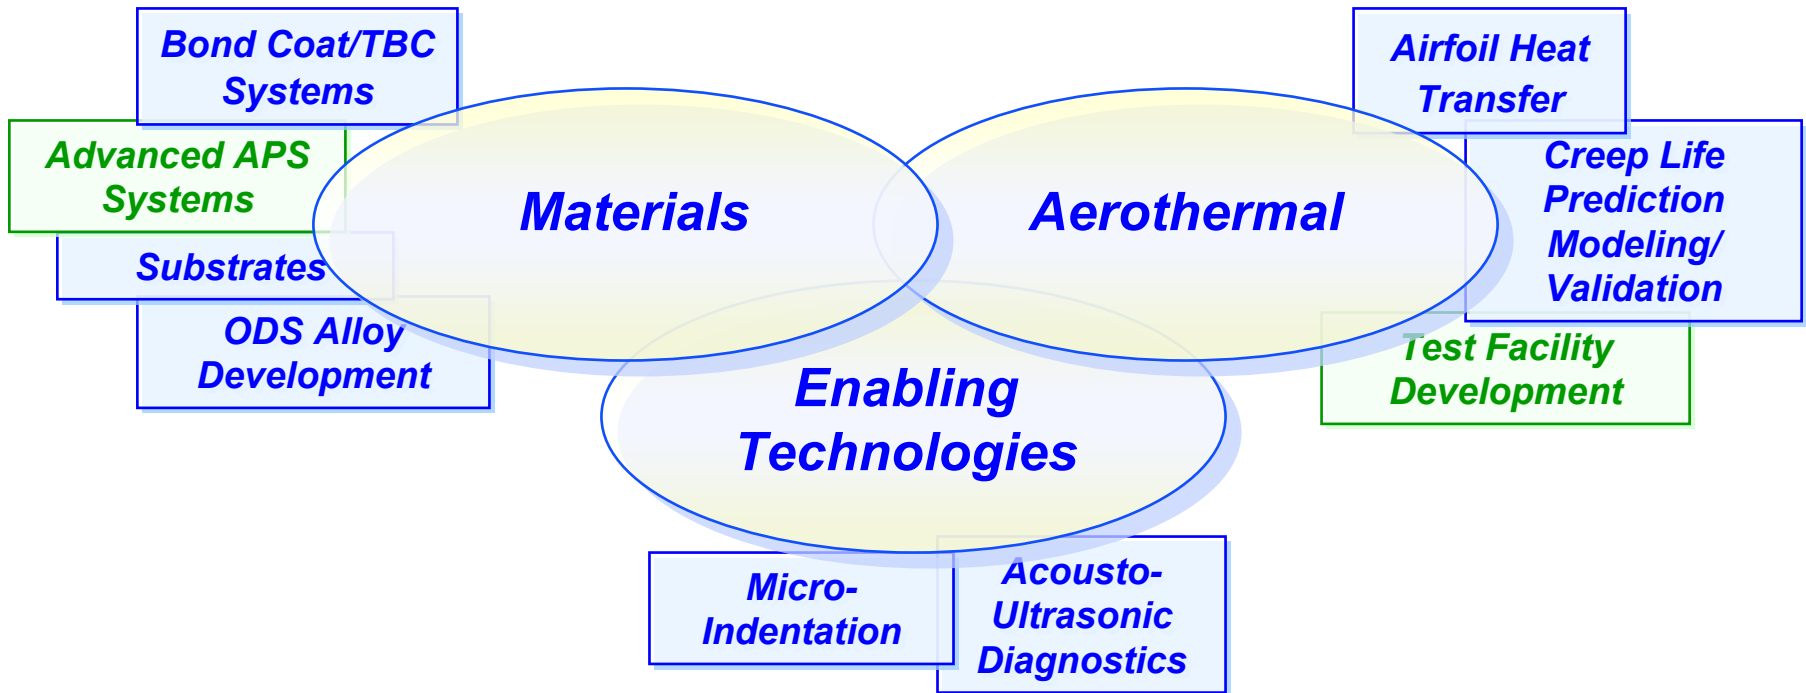 Bond Coat/TBC
Systems
Advanced APS
Systems
Substrates
ODS Alloy
Development
Materials
Aerothermal
Airfoil Heat
Transfer
Creep Life
Prediction
Modeling/
Validation
Test Facility
Development
Enabling
Technologies
Micro-
Indentation
Acousto-
Ultrasonic
Diagnostics